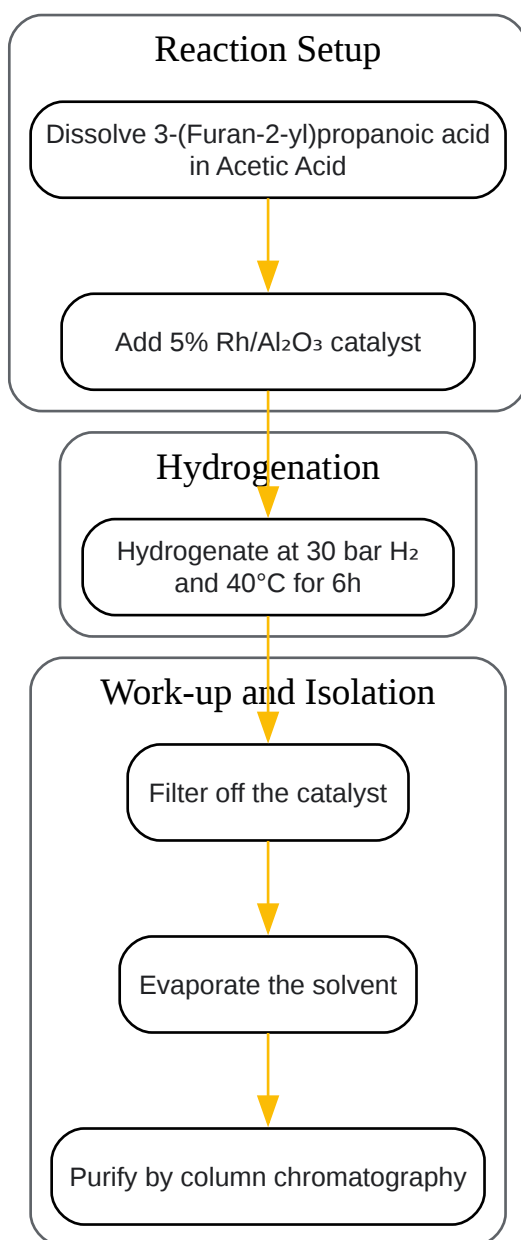 Reaction Setup
Dissolve 3-(Furan-2-yl)propanoic acid
in Acetic Acid
Add 5% Rh/Al₂O₃ catalyst
Hydrogenation
Hydrogenate at 30 bar H₂
and 40°C for 6h
Work-up and Isolation
Filter off the catalyst
Evaporate the solvent
Purify by column chromatography